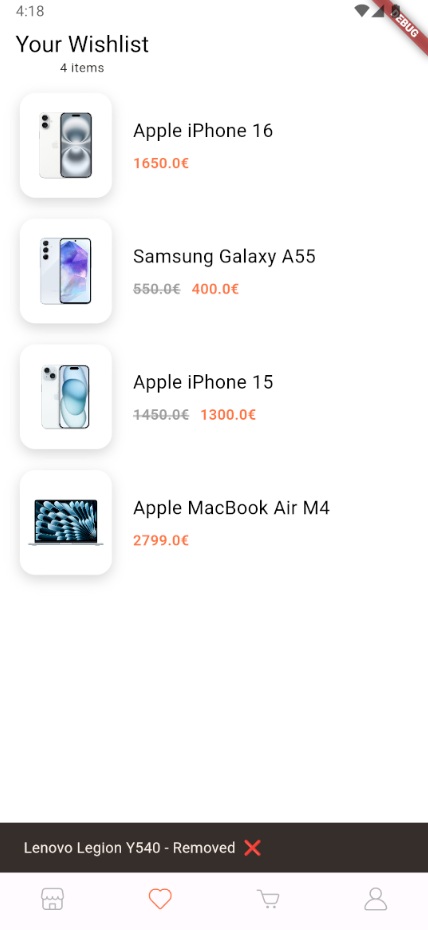 4:18
DEBUG
Your Wishlist
4 items
Apple iPhone 16
1650.0€
Samsung Galaxy A55
550.0€ 400.0€
Apple iPhone 15
1450.0€ 1300.0€
Apple MacBook Air M4
2799.0€
Lenovo Legion Y540 - Removed ❌